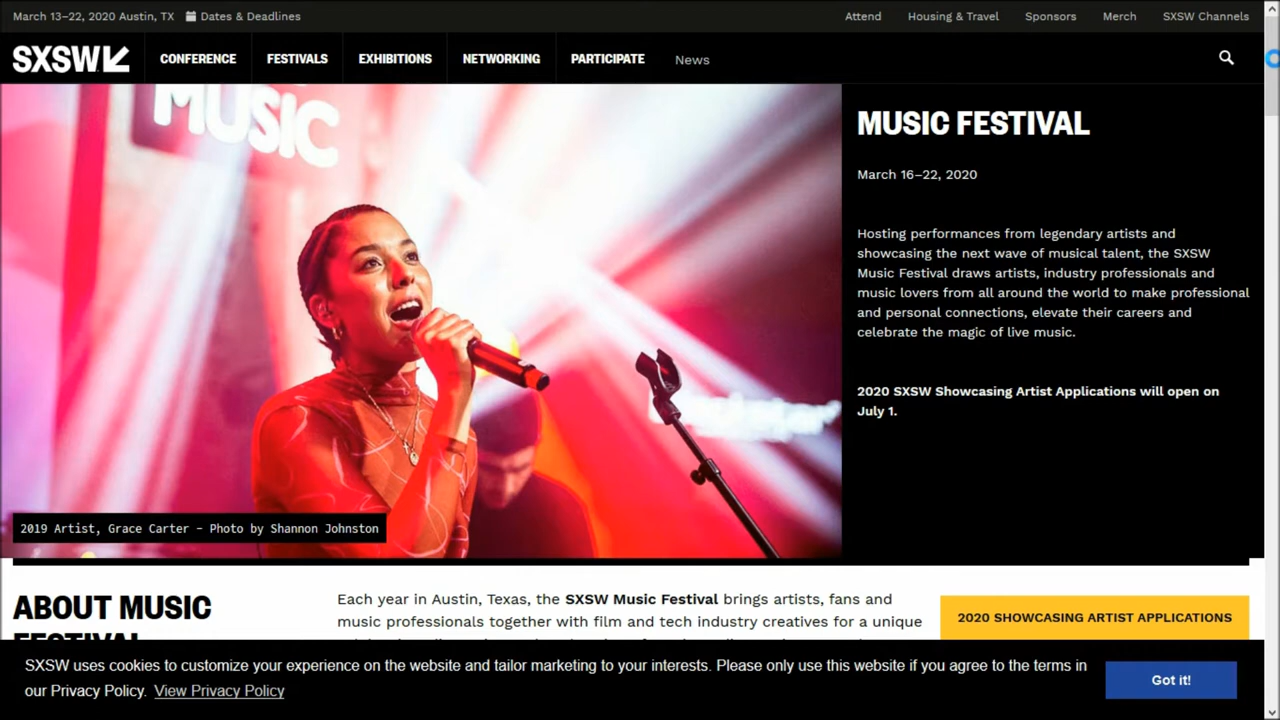 March 13–22, 2020 Austin, TX Dates & Deadlines Attend Housing & Travel Sponsors Merch SXSW Channels
SXSW CONFERENCE FESTIVALS EXHIBITIONS NETWORKING PARTICIPATE News
MUSIC
MUSIC FESTIVAL
March 16–22, 2020
Hosting performances from legendary artists and
showcasing the next wave of musical talent, the SXSW
Music Festival draws artists, industry professionals and
music lovers from all around the world to make professional
and personal connections, elevate their careers and
celebrate the magic of live music.
2020 SXSW Showcasing Artist Applications will open on
July 1.
2019 Artist, Grace Carter – Photo by Shannon Johnston
ABOUT MUSIC
FESTIVAL
Each year in Austin, Texas, the SXSW Music Festival brings artists, fans and
music professionals together with film and tech industry creatives for a unique
2020 SHOWCASING ARTIST APPLICATIONS
SXSW uses cookies to customize your experience on the website and tailor marketing to your interests. Please only use this website if you agree to the terms in
our Privacy Policy. View Privacy Policy
Got it!